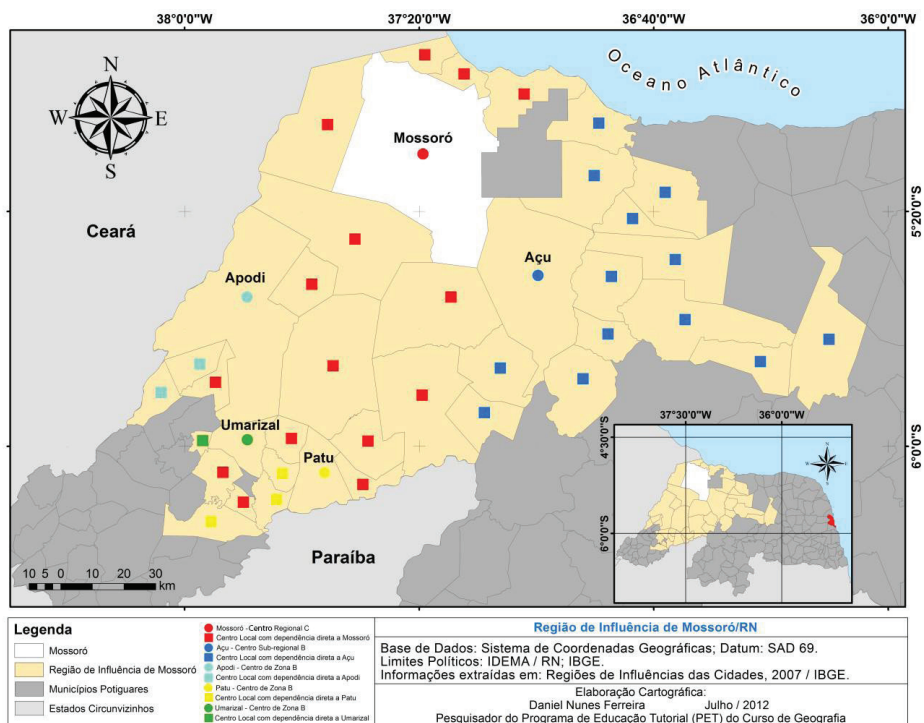 38°0'0"W
37°20'0"W
36°40'0"W
36°0'0"W
N
W
E
S
Oceano Atlântico
Mossoró
Ceará
5°20'0"S
5°20'0"S
Açu
Apodi
Umarizal
Patu
6°0'0"S
6°0'0"S
Paraíba
37°30'0"W
36°0'0"W
4°30'0"S
6°0'0"S
N
W
E
S
10 5 0 10 20 30
km
Legenda
Mossoró
Região de Influência de Mossoró
Municípios Potiguares
Estados Circunvizinhos
Mossoró - Centro Regional C
Centro Local com dependência direta a Mossoró
Açu - Centro Sub-regional B
Centro Local com dependência direta a Açu
Apodi - Centro de Zona B
Centro Local com dependência direta a Apodi
Patu - Centro de Zona B
Centro Local com dependência direta a Patu
Umarizal - Centro de Zona B
Centro Local com dependência direta a Umarizal
Região de Influência de Mossoró/RN
Base de Dados: Sistema de Coordenadas Geográficas; Datum: SAD 69.
Limites Políticos: IDEMA / RN; IBGE.
Informações extraídas em: Regiões de Influências das Cidades, 2007 / IBGE.
Elaboração Cartográfica:
Daniel Nunes Ferreira Julho / 2012
Pesquisador do Programa de Educação Tutorial (PET) do Curso de Geografia